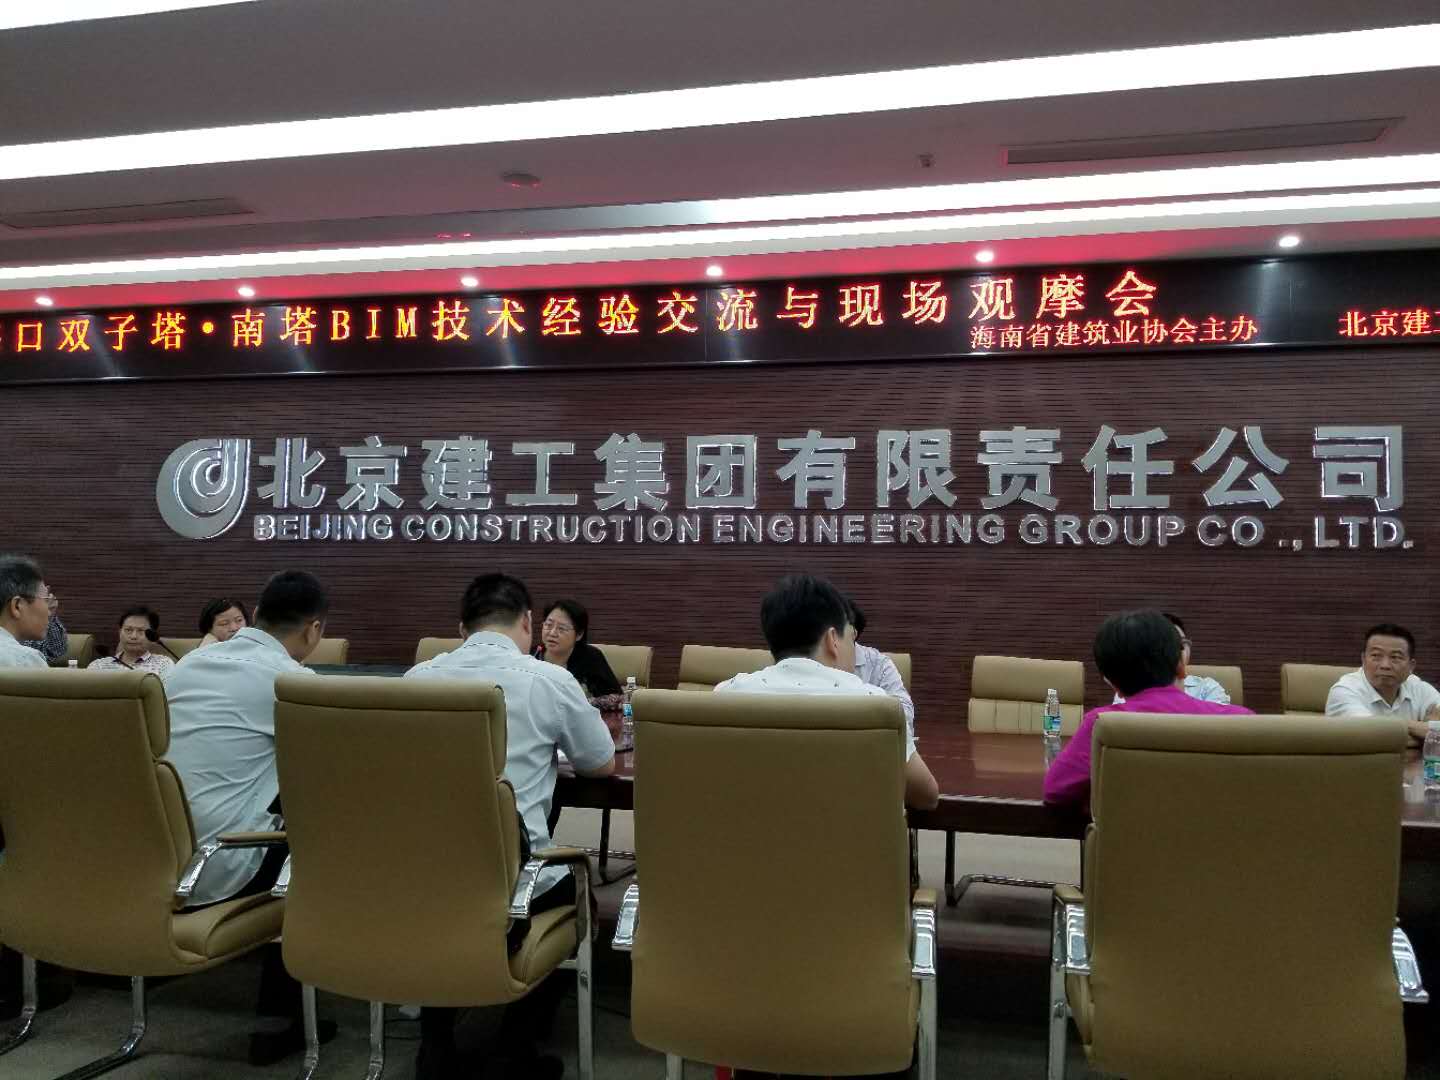 口双子塔·南塔BIM技术经验交流与现场观摩会
海南省建筑业协会主办 北京建
北京建工集团有限责任公司
BEIJING CONSTRUCTION ENGINEERING GROUP CO .,LTD.